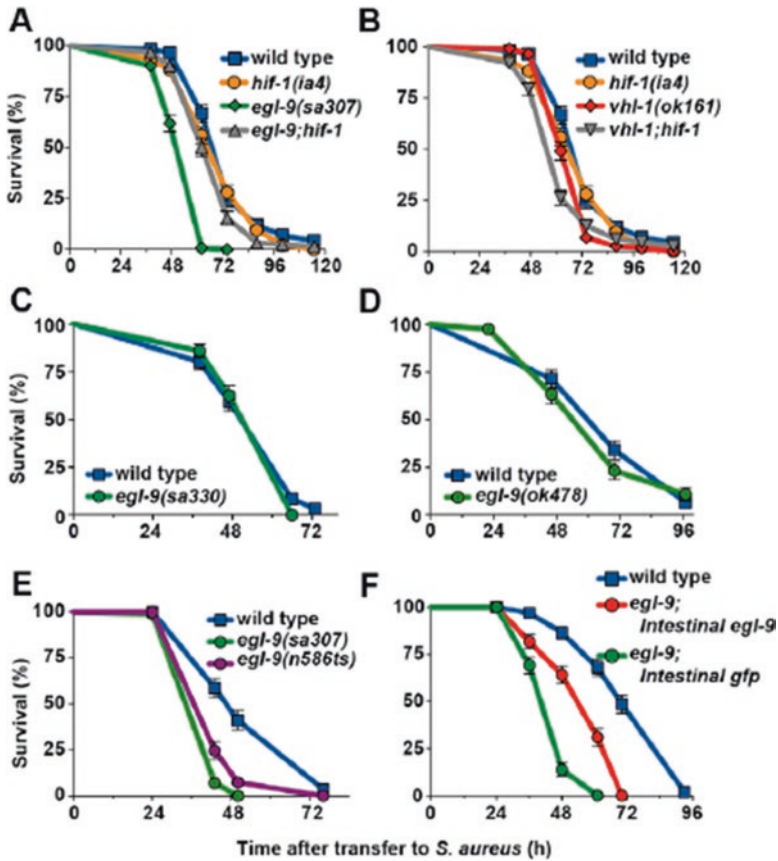 A
Survival (%)
100
75
50
25
0
0 24 48 72 96 120
wild type
hif-1(ia4)
egl-9(sa307)
egl-9;hif-1
B
100
75
50
25
0
0 24 48 72 96 120
wild type
hif-1(ia4)
vhl-1(ok161)
vhl-1;hif-1
C
Survival (%)
100
75
50
25
0
0 24 48 72
wild type
egl-9(sa330)
D
100
75
50
25
0
0 24 48 72 96
wild type
egl-9(ok478)
E
Survival (%)
100
75
50
25
0
0 24 48 72
wild type
egl-9(sa307)
egl-9(n586ts)
F
100
75
50
25
0
0 24 48 72 96
wild type
egl-9;
Intestinal egl-9
egl-9;
Intestinal gfp
Time after transfer to S. aureus (h)